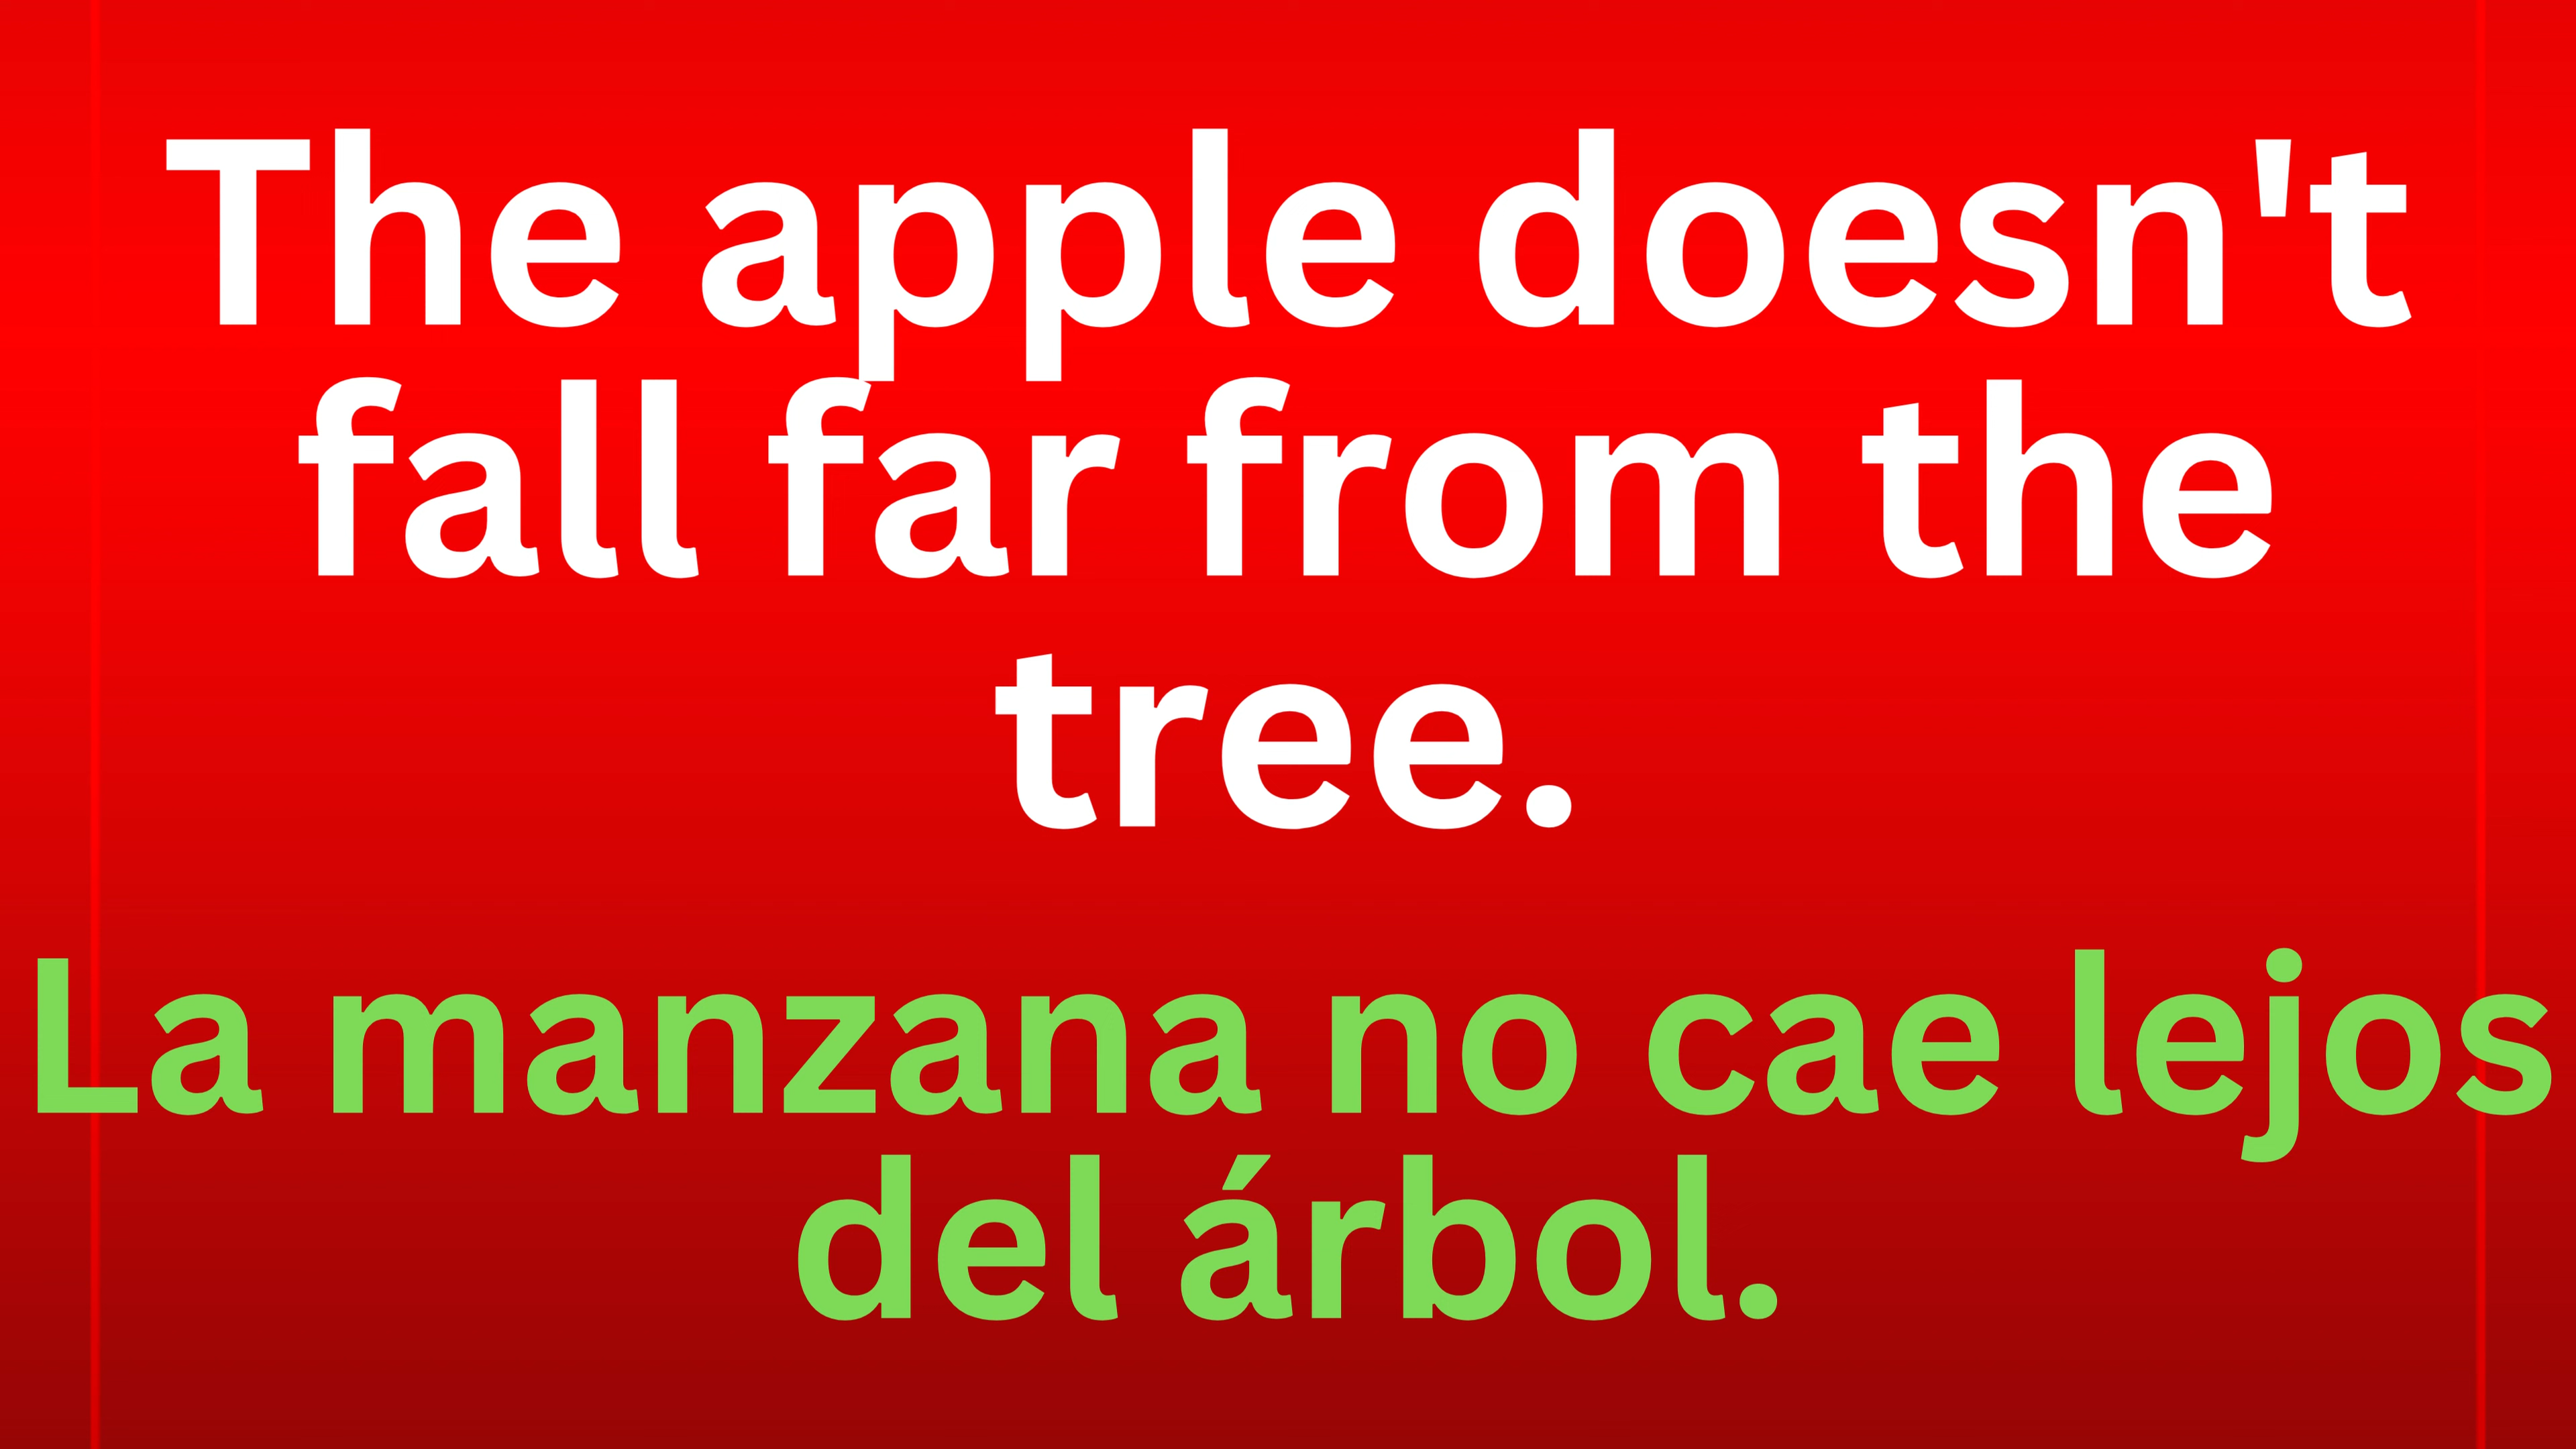 The apple doesn't
fall far from the
tree.
La manzana no cae lejos
del árbol.